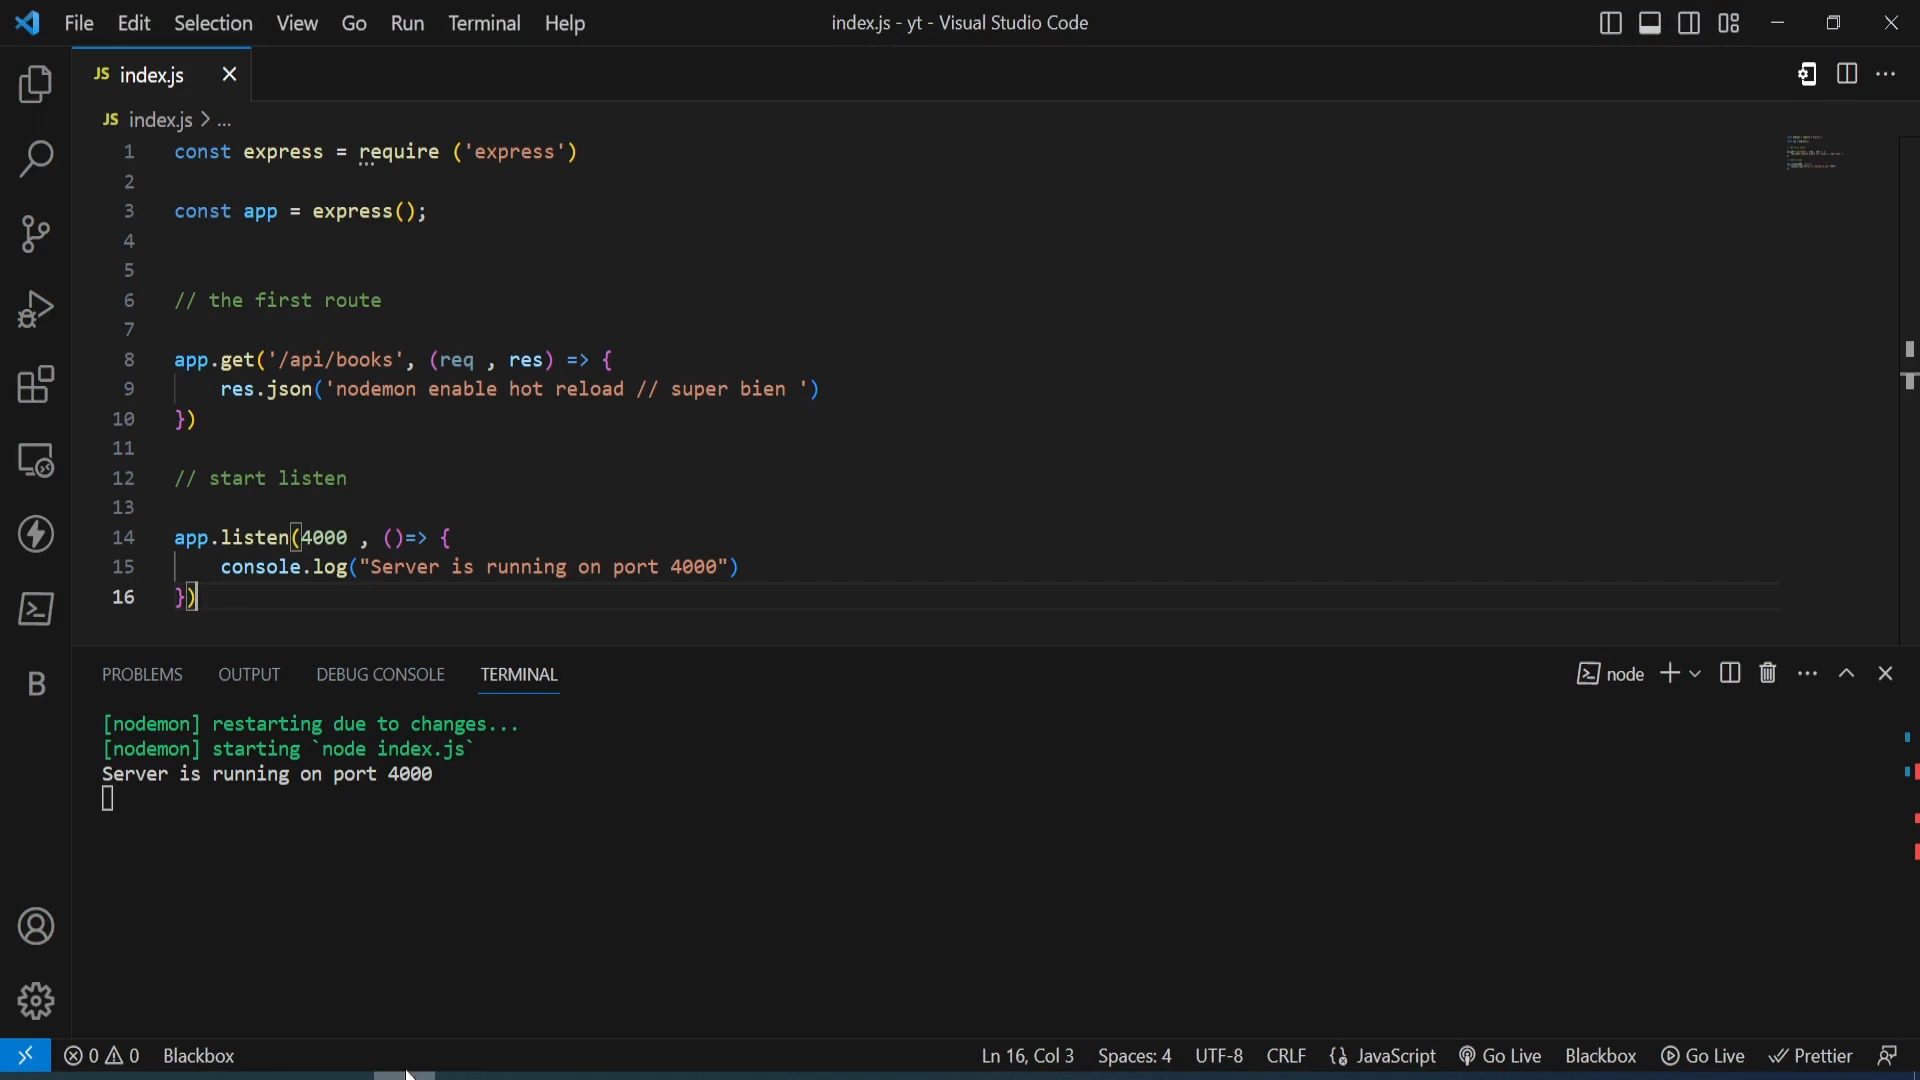 File Edit Selection View Go Run Terminal Help index.js - yt - Visual Studio Code
JS index.js
JS index.js > ...
1 const express = require ('express')
2
3 const app = express();
4
5
6 // the first route
7
8 app.get('/api/books', (req , res) => {
9 res.json('nodemon enable hot reload // super bien ')
10 })
11
12 // start listen
13
14 app.listen(4000 , ()=> {
15 console.log("Server is running on port 4000")
16 })
PROBLEMS OUTPUT DEBUG CONSOLE TERMINAL node
[nodemon] restarting due to changes...
[nodemon] starting `node index.js`
Server is running on port 4000
B
0 0 Blackbox Ln 16, Col 3 Spaces: 4 UTF-8 CRLF JavaScript Go Live Blackbox Go Live Prettier